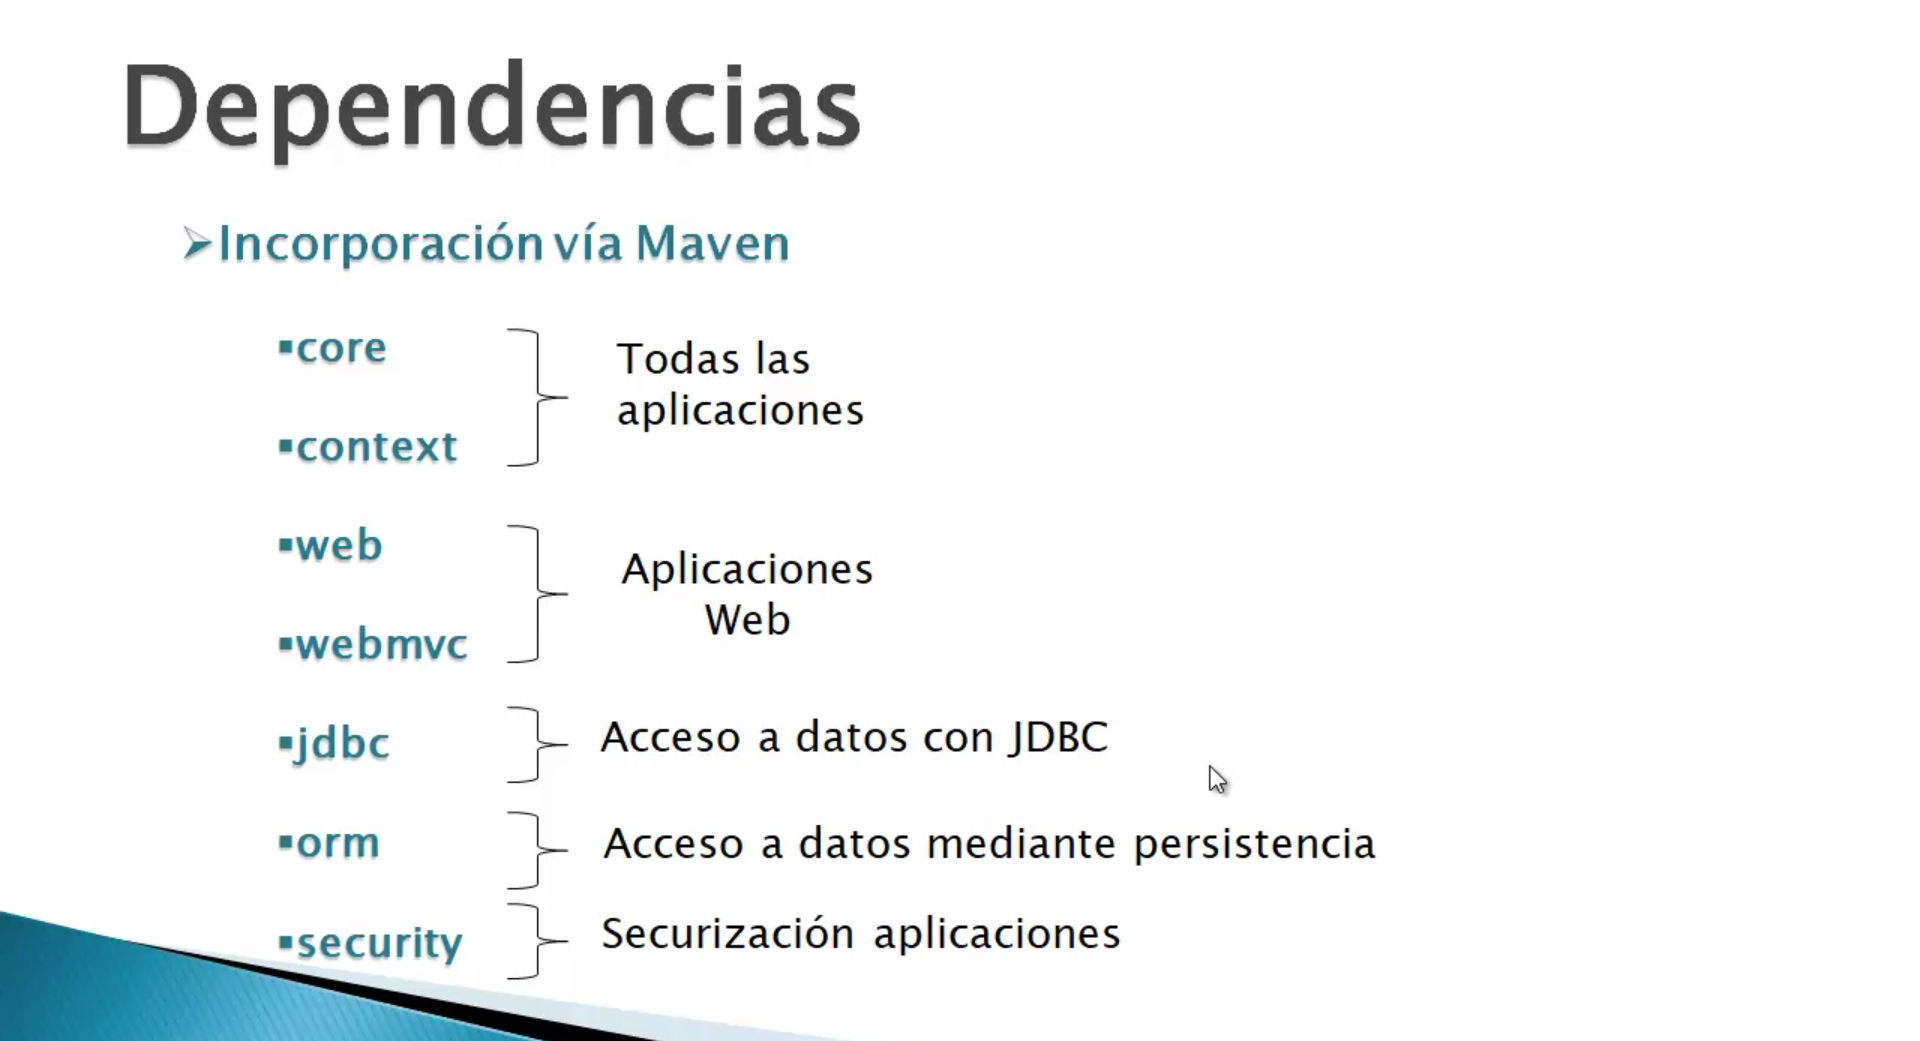 Dependencias
➢Incorporación vía Maven
▪core
▪context
Todas las
aplicaciones
▪web
▪webmvc
Aplicaciones
Web
▪jdbc
Acceso a datos con JDBC
▪orm
Acceso a datos mediante persistencia
▪security
Securización aplicaciones